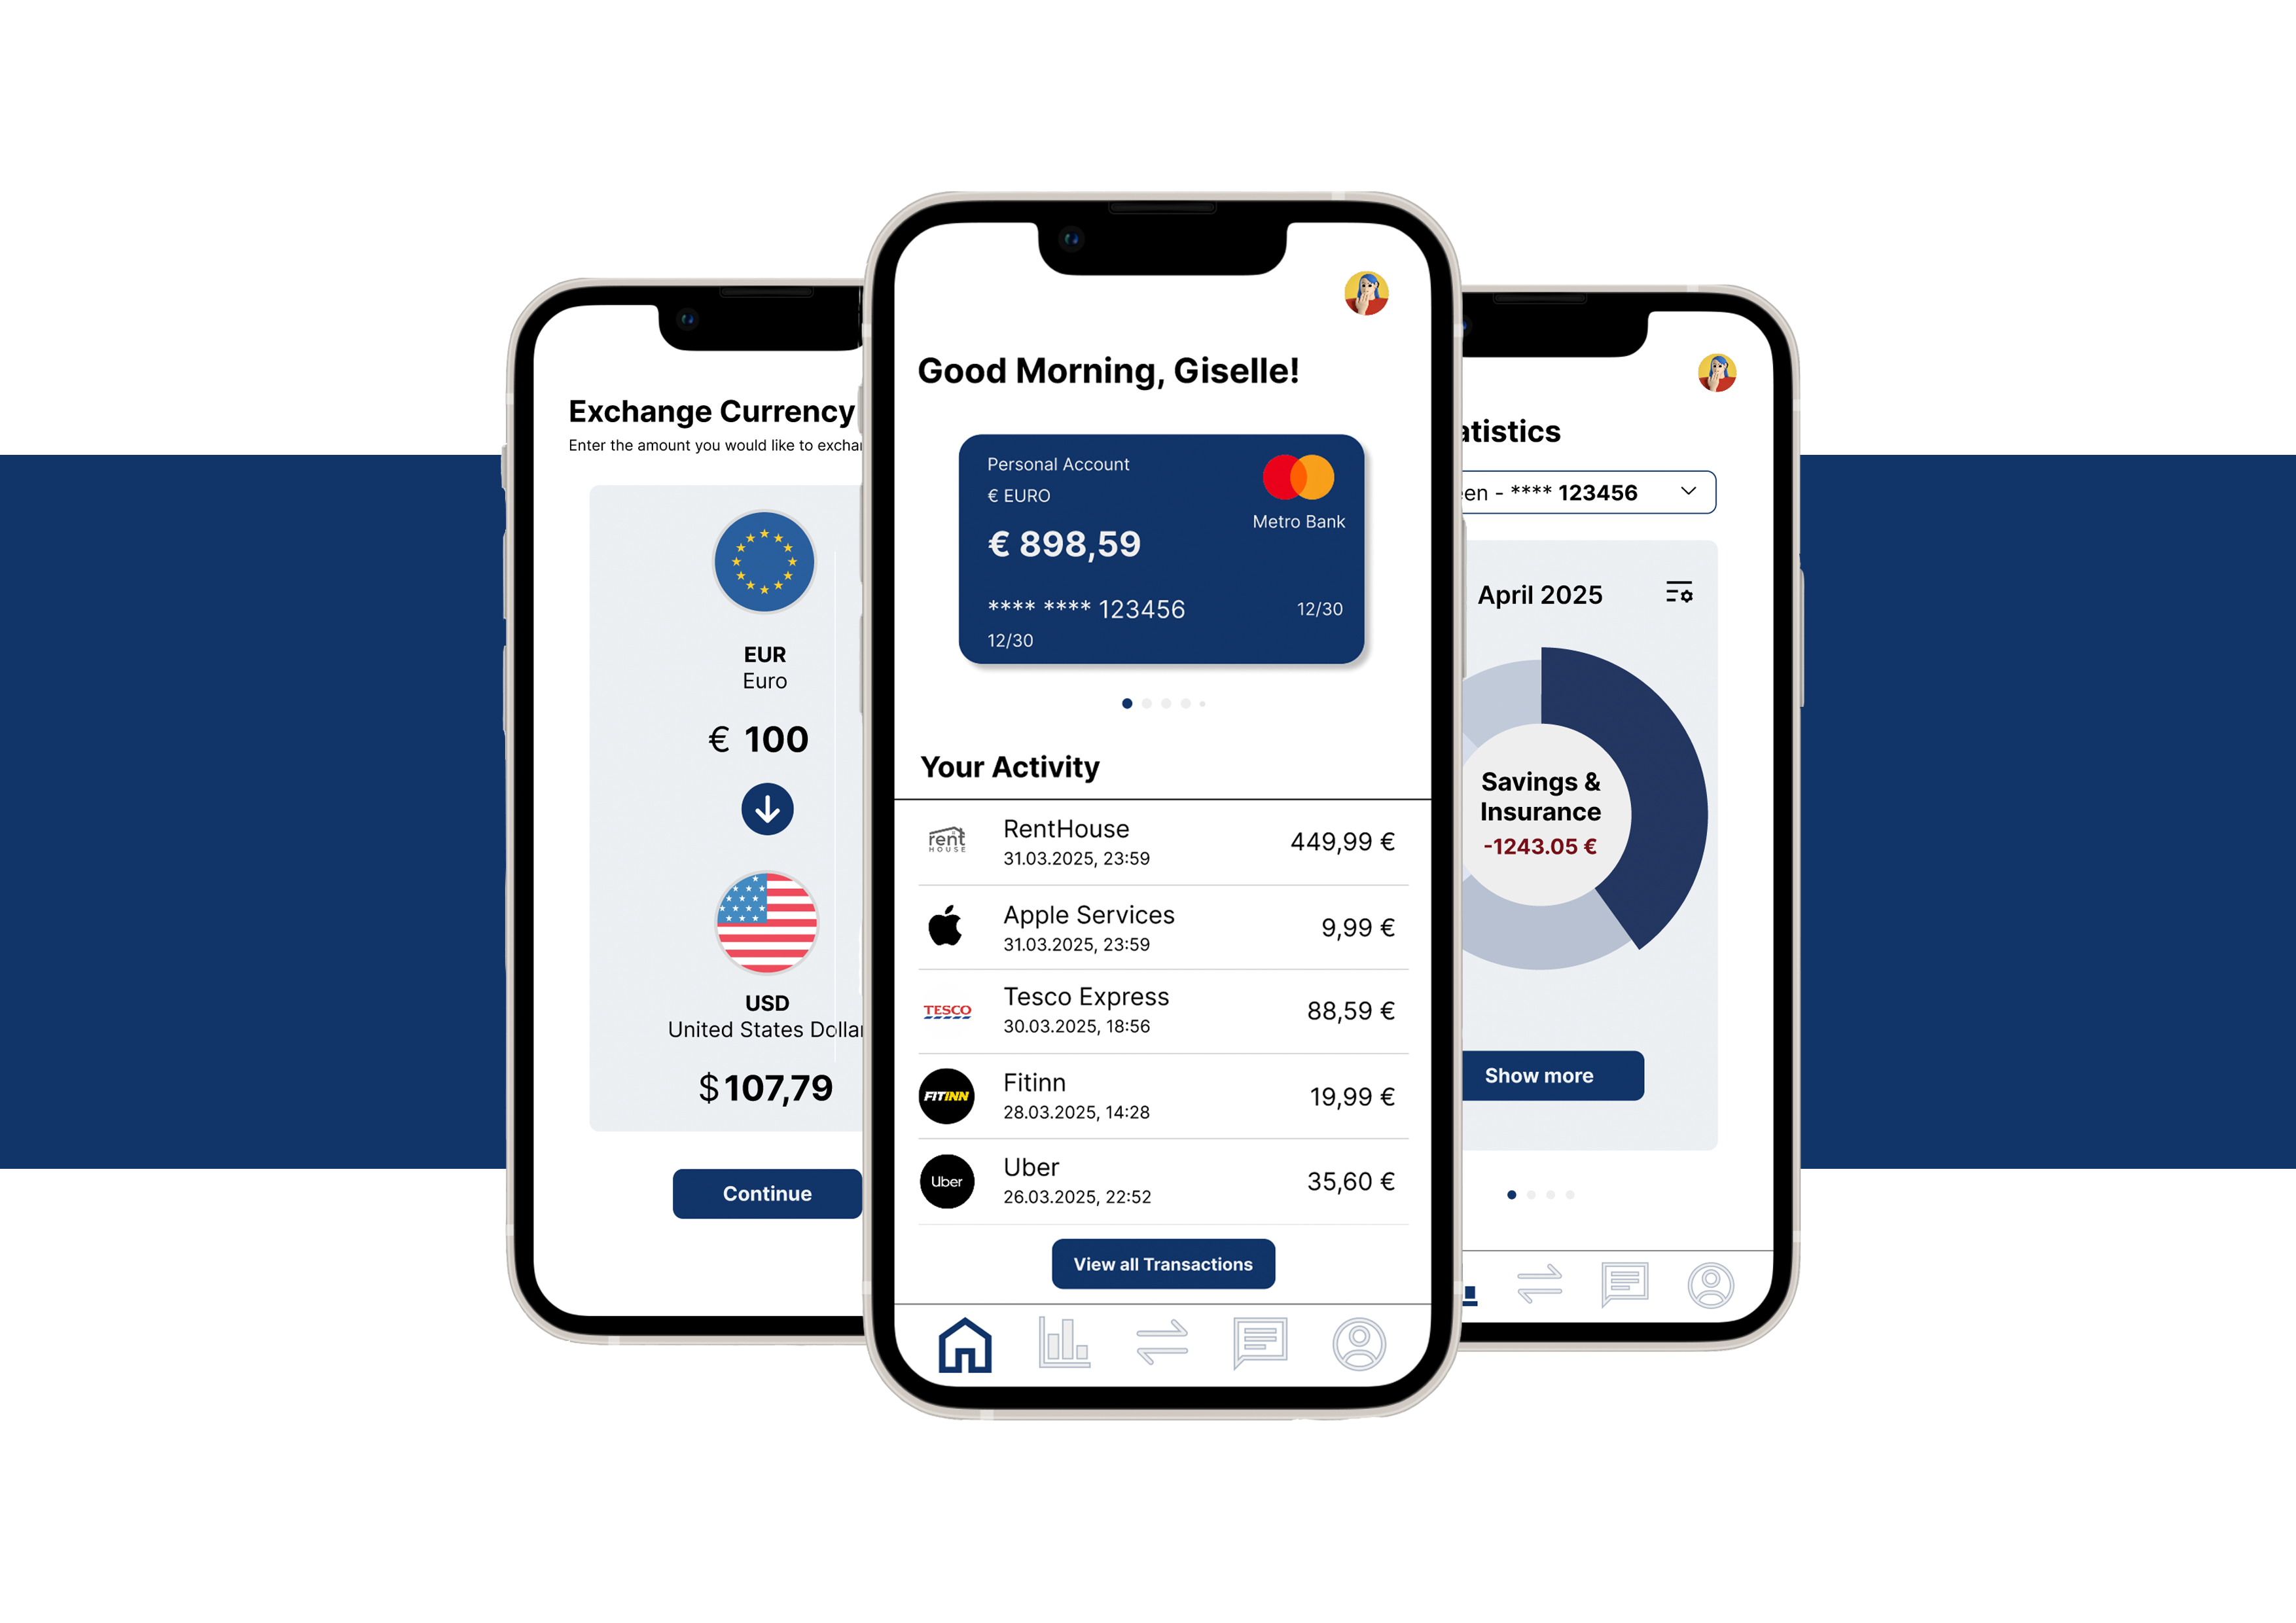 Exchange Currency
Enter the amount you would like to
EUR
Euro
€ 100
USD
United States Dollar
$107,79
Continue
Good Morning, Giselle!
Personal Account
€ EURO
€ 898,59
Metro Bank
**** **** 123456
12/30
12/30
Your Activity
rent
HOUSE
RentHouse
31.03.2025, 23:59
449,99 €
Apple Services
31.03.2025, 23:59
9,99 €
TESCO
Tesco Express
30.03.2025, 18:56
88,59 €
FITINN
Fitinn
28.03.2025, 14:28
19,99 €
Uber
Uber
26.03.2025, 22:52
35,60 €
View all Transactions
- **** 123456
April 2025
Savings &
Insurance
-1243.05 €
Show more